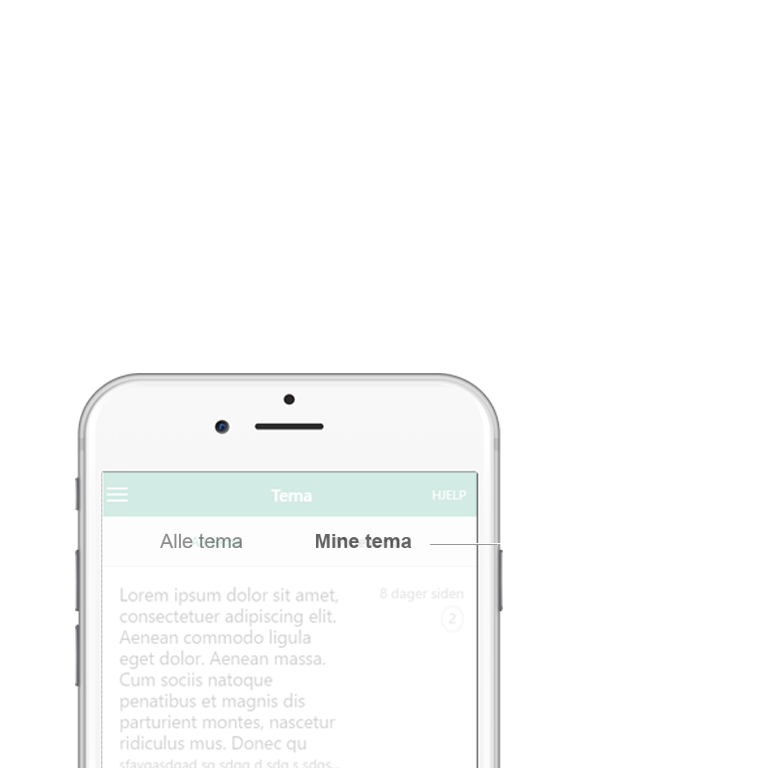 Tema HJELP
Alle tema Mine tema
Lorem ipsum dolor sit amet, 8 dager siden
consectetuer adipiscing elit. 2
Aenean commodo ligula
eget dolor. Aenean massa.
Cum sociis natoque
penatibus et magnis dis
parturient montes, nascetur
ridiculus mus. Donec qu